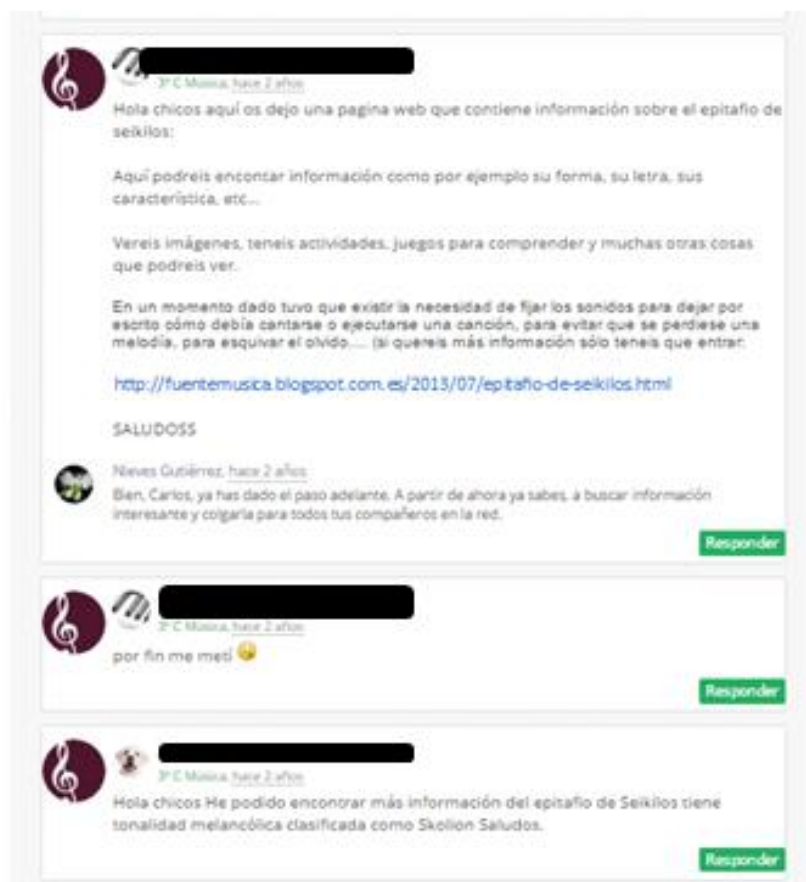 3º C Música, hace 2 años
Hola chicos aquí os dejo una pagina web que contiene información sobre el epitafio de
seikilos:
Aquí podreis encontar información como por ejemplo su forma, su letra, sus
característica, etc...
Vereis imágenes, teneis actividades, juegos para comprender y muchas otras cosas
que podreis ver.
En un momento dado tuvo que existir la necesidad de fijar los sonidos para dejar por
escrito cómo debía cantarse o ejecutarse una canción, para evitar que se perdiese una
melodía, para esquivar el olvido.... (si quereis más información sólo teneis que entrar:
http://fuentemusica.blogspot.com.es/2013/07/epitafio-de-seikilos.html
SALUDOSS
Nieves Gutiérrez, hace 2 años
Bien, Carlos, ya has dado el paso adelante. A partir de ahora ya sabes, a buscar información
interesante y colgarla para todos tus compañeros en la red.
Responder
3º C Música, hace 2 años
por fin me metí
Responder
3º C Música, hace 2 años
Hola chicos He podido encontrar más información del epitafio de Seikilos tiene
tonalidad melancólica clasificada como Skolion Saludos.
Responder